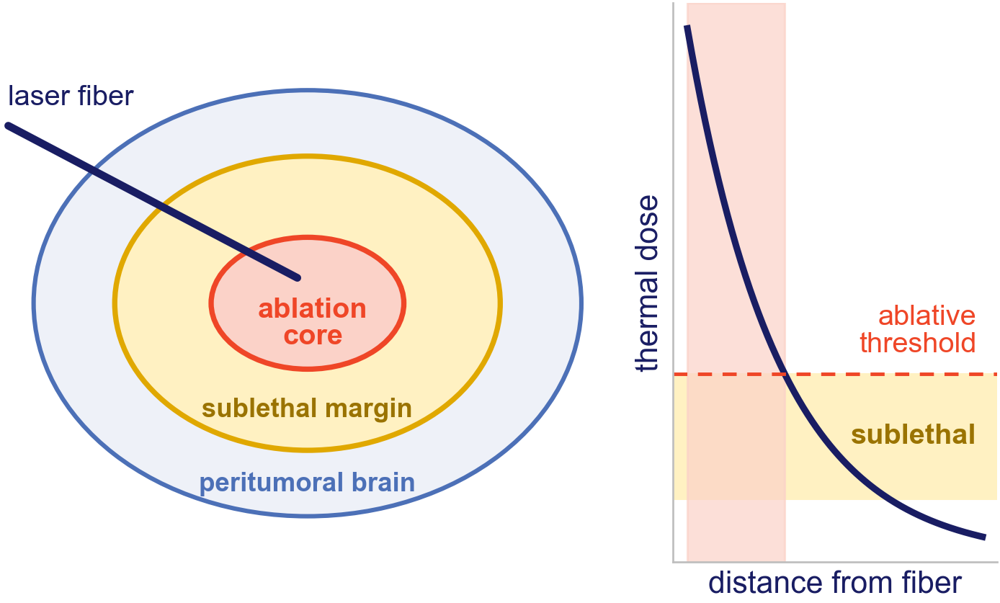 laser fiber
ablation
core
sublethal margin
peritumoral brain
thermal dose
ablative
threshold
sublethal
distance from fiber